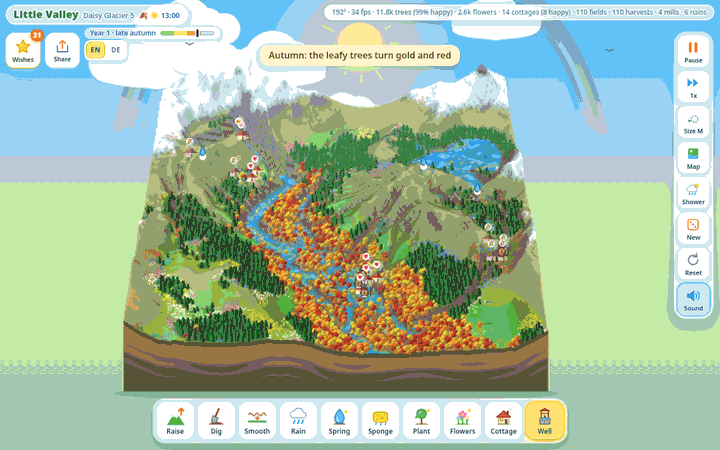 Little Valley Daisy Glacier 5 13:00
192² · 34 fps · 11.8k trees (99% happy) · 2.6k flowers · 14 cottages (8 happy) · 110 fields · 110 harvests · 4 mills · 6 ruins
Year 1 · late autumn
31
Wishes
Share
EN DE
Autumn: the leafy trees turn gold and red
Pause
1x
Size M
Map
Shower
New
Reset
Sound
Raise Dig Smooth Rain Spring Sponge Plant Flowers Cottage Well